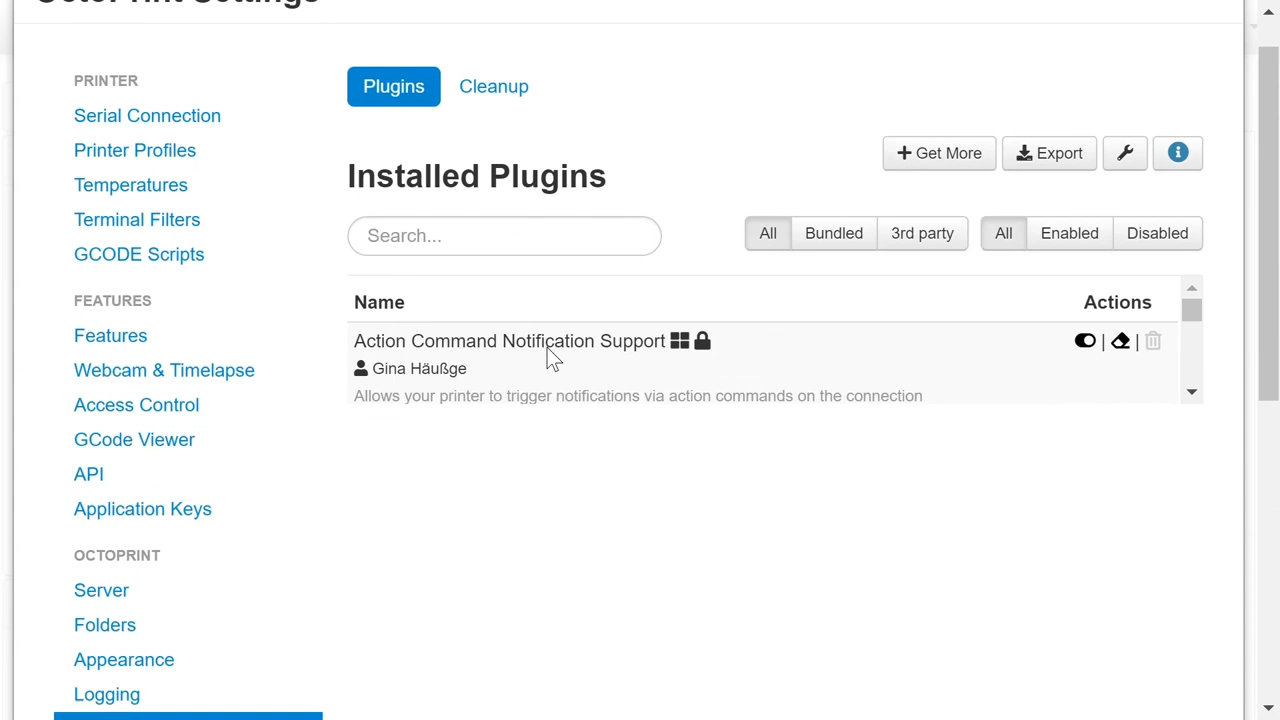 OctoPrint Settings
PRINTER
Serial Connection
Printer Profiles
Temperatures
Terminal Filters
GCODE Scripts
FEATURES
Features
Webcam & Timelapse
Access Control
GCode Viewer
API
Application Keys
OCTOPRINT
Server
Folders
Appearance
Logging
Plugins Cleanup
Get More Export
Installed Plugins
Search...
All Bundled 3rd party All Enabled Disabled
Name Actions
Action Command Notification Support
Gina Häußge
Allows your printer to trigger notifications via action commands on the connection